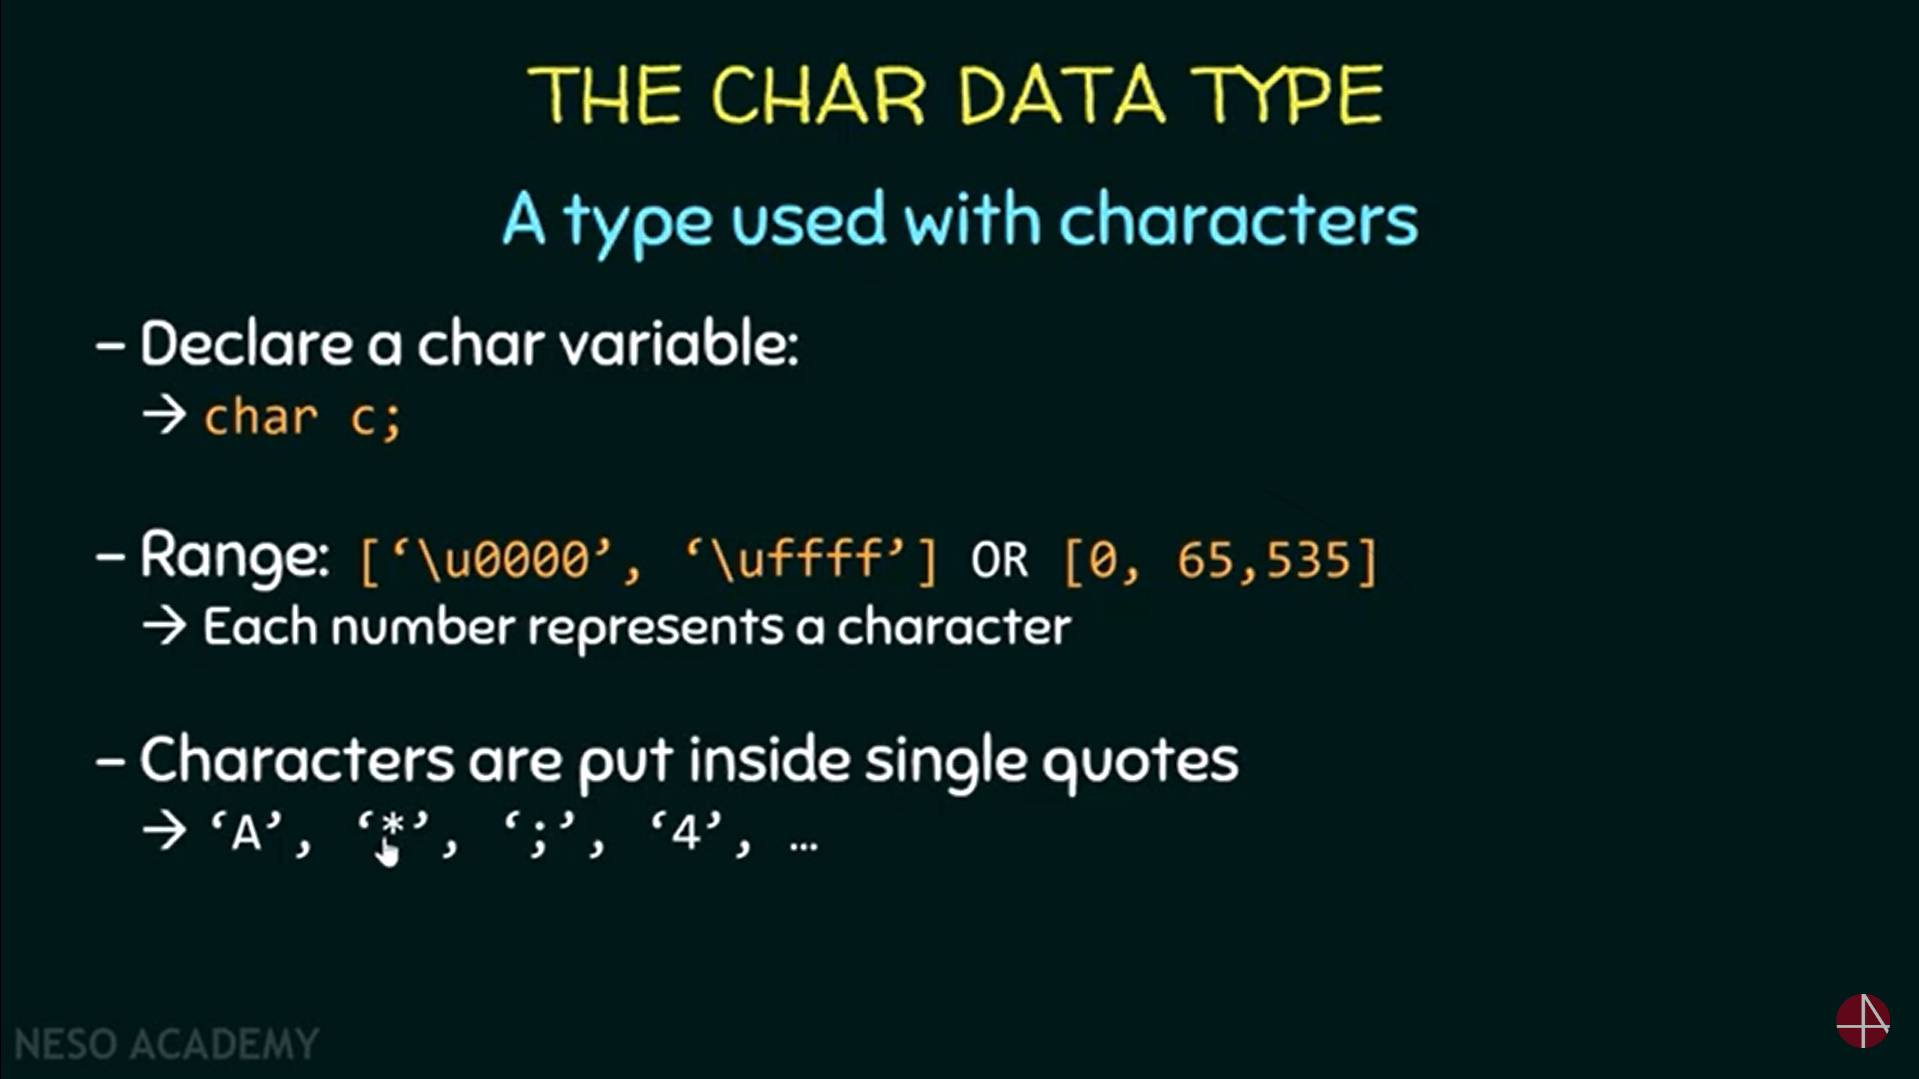 THE CHAR DATA TYPE
A type used with characters
– Declare a char variable:
→ char c;
– Range: [‘\u0000’, ‘\uffff’] OR [0, 65,535]
→ Each number represents a character
– Characters are put inside single quotes
→ ‘A’, ‘*’, ‘;’, ‘4’, …
NESO ACADEMY